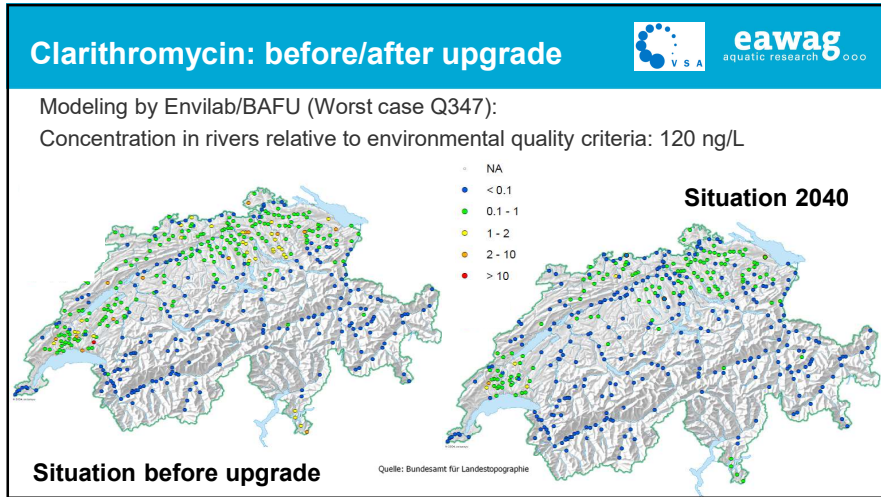 Clarithromycin: before/after upgrade
VSA
eawag
aquatic research
Modeling by Envilab/BAFU (Worst case Q347):
Concentration in rivers relative to environmental quality criteria: 120 ng/L
NA
< 0.1
0.1 - 1
1 - 2
2 - 10
> 10
Situation 2040
Situation before upgrade
Quelle: Bundesamt für Landestopographie